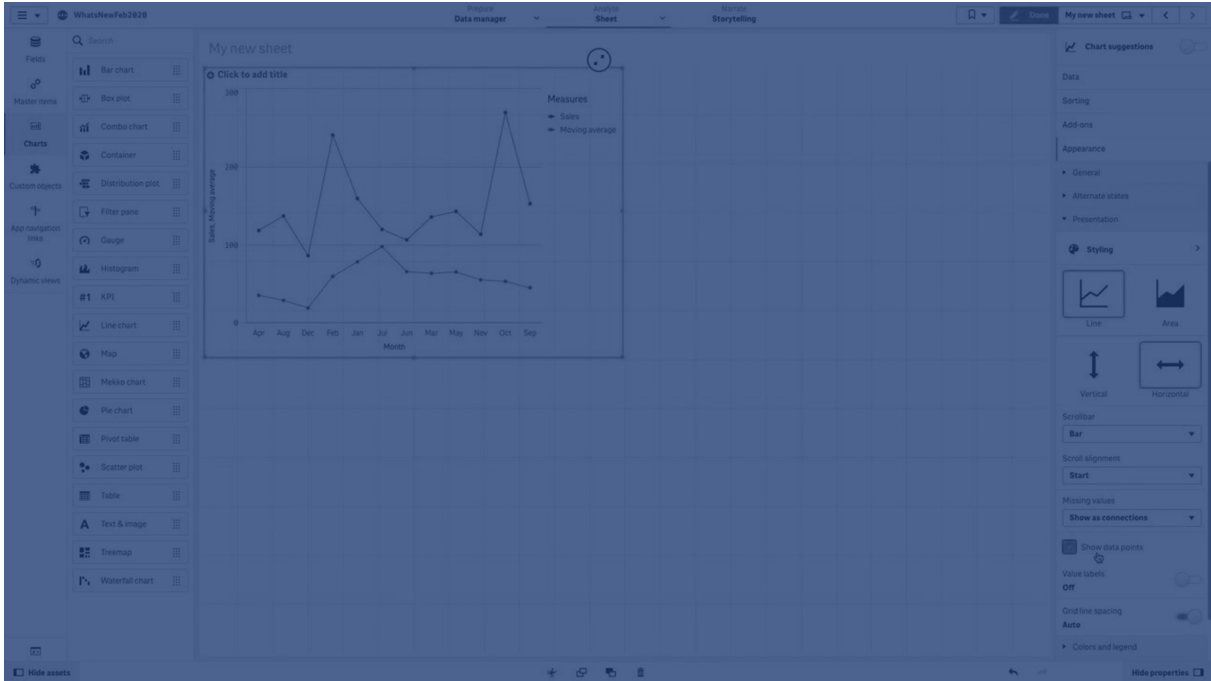 WhatsNewFeb2020
Prepare
Data manager
Analyze
Sheet
Narrate
Storytelling
Done
My new sheet
Fields
Master items
Charts
Custom objects
App navigation
links
Dynamic views
Search
Bar chart
Box plot
Combo chart
Container
Distribution plot
Filter pane
Gauge
Histogram
#1 KPI
Line chart
Map
Mekko chart
Pie chart
Pivot table
Scatter plot
Table
A Text & image
Treemap
Waterfall chart
Hide assets
My new sheet
Click to add title
Sales, Moving average
300
200
100
0
Apr Aug Dec Feb Jan Jul Jun Mar May Nov Oct Sep
Month
Measures
Sales
Moving average
Chart suggestions
Data
Sorting
Add-ons
Appearance
General
Alternate states
Presentation
Styling
Line Area
Vertical Horizontal
Scrollbar
Bar
Scroll alignment
Start
Missing values
Show as connections
Show data points
Value labels
Off
Grid line spacing
Auto
Colors and legend
Hide properties